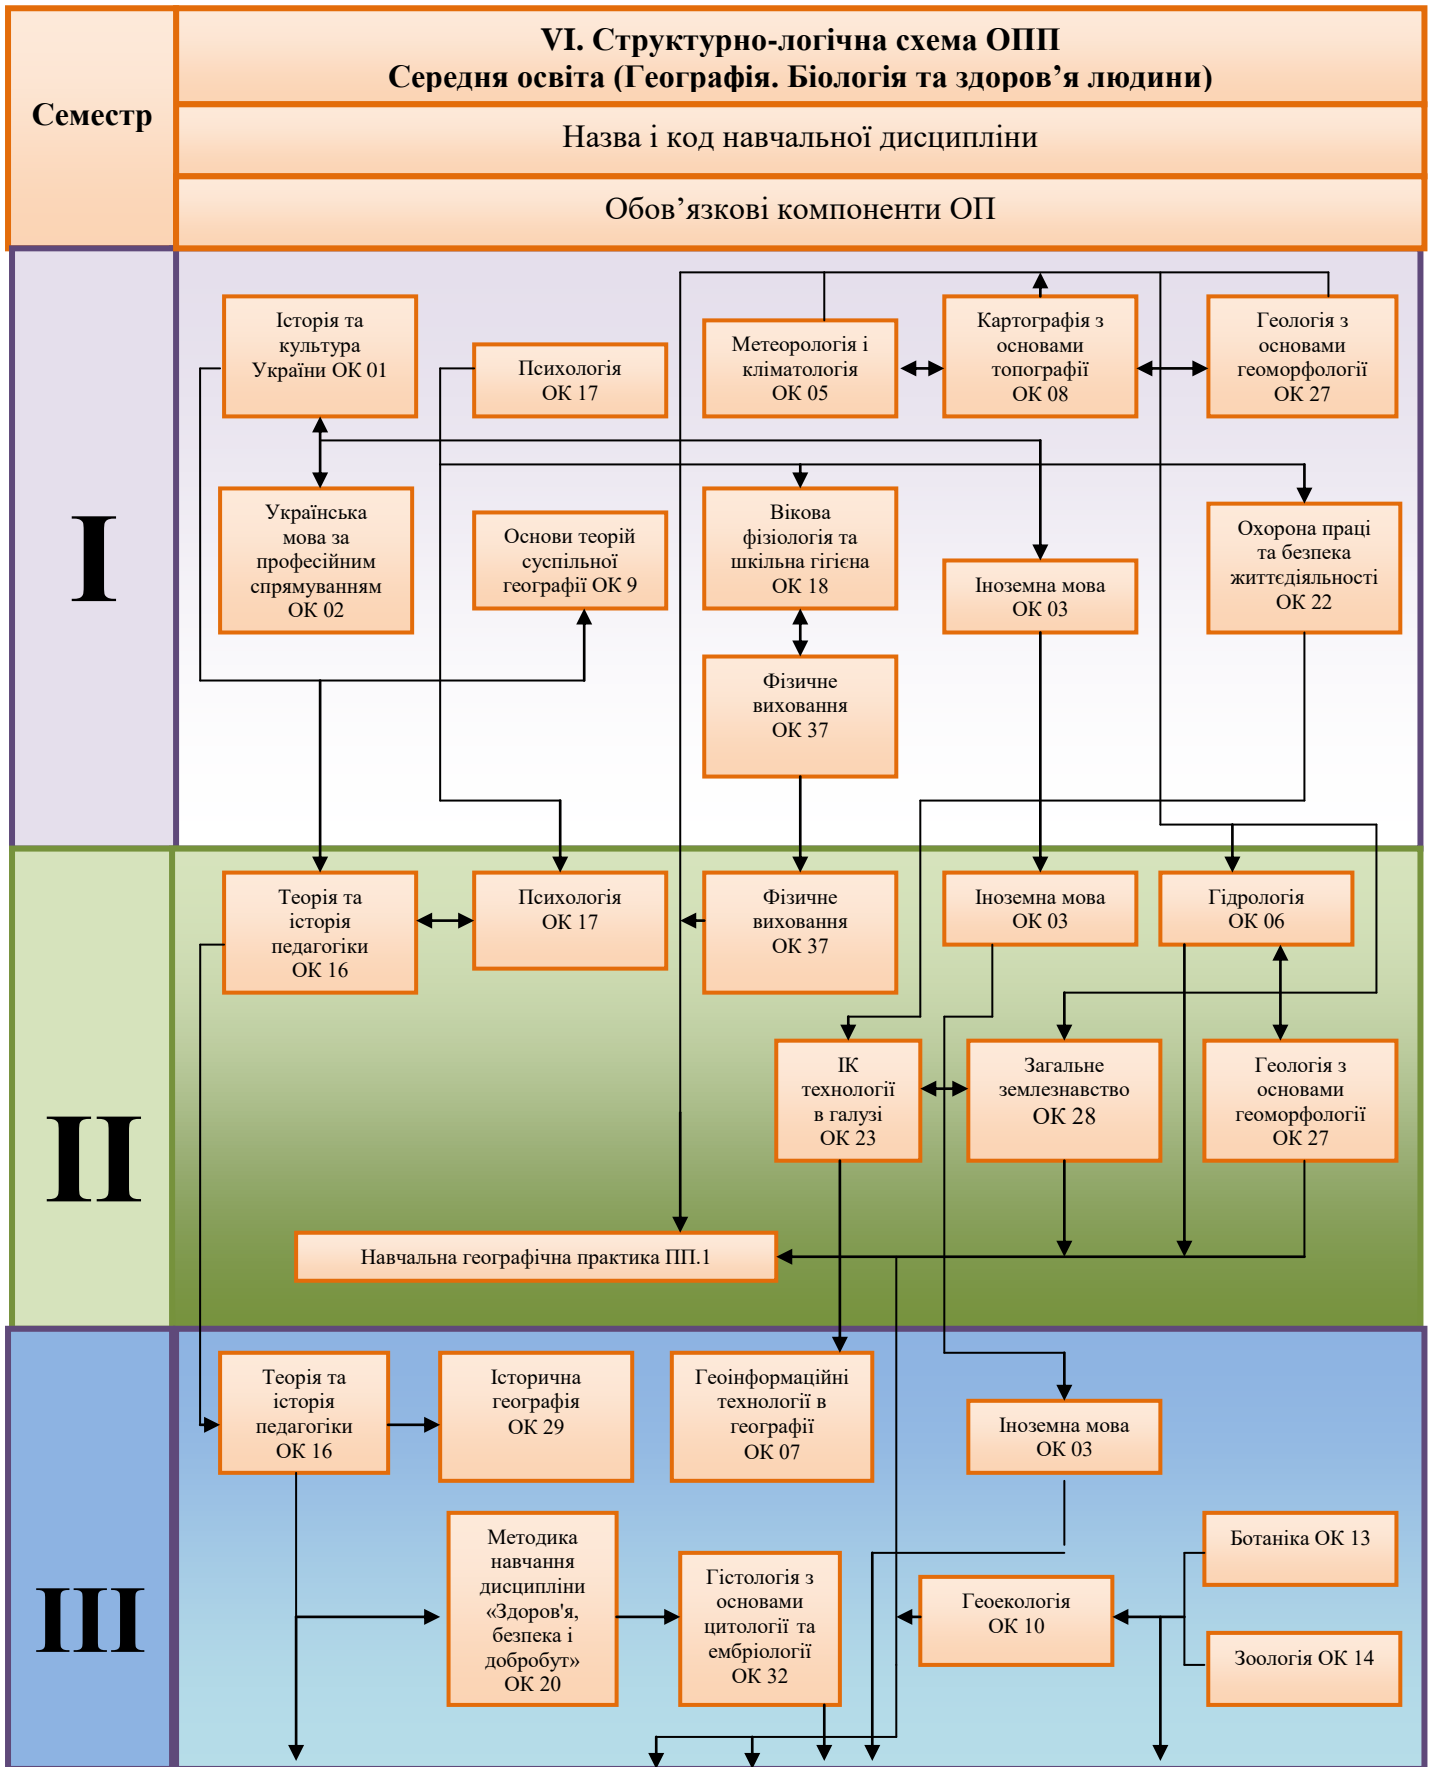 Семестр
VI. Структурно-логічна схема ОПП
Середня освіта (Географія. Біологія та здоров’я людини)
Назва і код навчальної дисципліни
Обов’язкові компоненти ОП
I
Історія та
культура
України ОК 01
Психологія
ОК 17
Метеорологія і
кліматологія
ОК 05
Картографія з
основами
топографії
ОК 08
Геологія з
основами
геоморфології
ОК 27
Українська
мова за
професійним
спрямуванням
ОК 02
Основи теорій
суспільної
географії ОК 9
Вікова
фізіологія та
шкільна гігієна
ОК 18
Іноземна мова
ОК 03
Охорона праці
та безпека
життєдіяльності
ОК 22
Фізичне
виховання
ОК 37
II
Теорія та
історія
педагогіки
ОК 16
Психологія
ОК 17
Фізичне
виховання
ОК 37
Іноземна мова
ОК 03
Гідрологія
ОК 06
ІК
технології
в галузі
ОК 23
Загальне
землезнавство
ОК 28
Геологія з
основами
геоморфології
ОК 27
Навчальна географічна практика ПП.1
III
Теорія та
історія
педагогіки
ОК 16
Історична
географія
ОК 29
Геоінформаційні
технології в
географії
ОК 07
Іноземна мова
ОК 03
Методика
навчання
дисципліни
«Здоров'я,
безпека і
добробут»
ОК 20
Гістологія з
основами
цитології та
ембріології
ОК 32
Геоекологія
ОК 10
Ботаніка ОК 13
Зоологія ОК 14